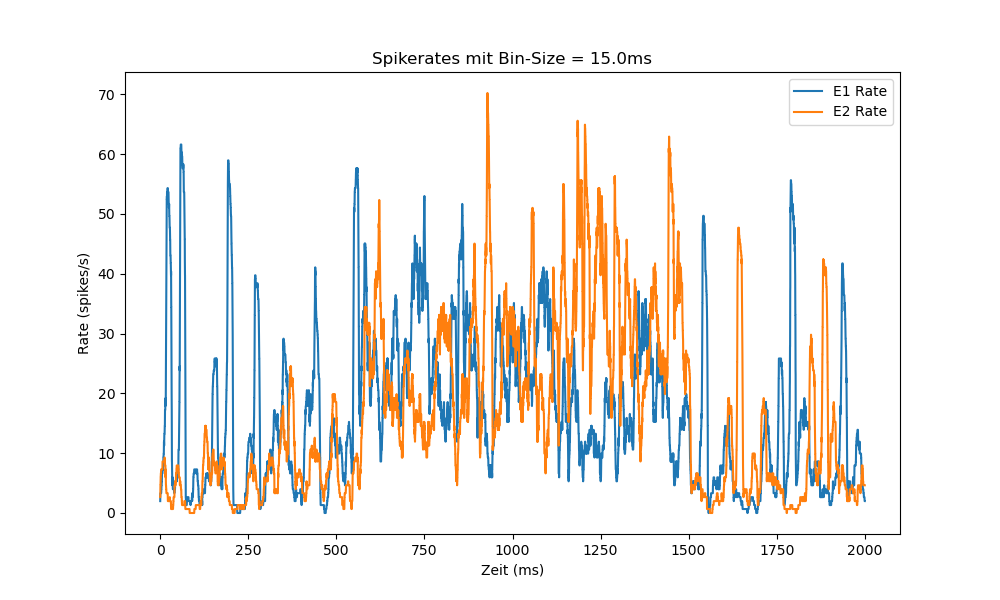 Spikerates mit Bin-Size = 15.0ms
E1 Rate
E2 Rate
Rate (spikes/s)
70
60
50
40
30
20
10
0
0 250 500 750 1000 1250 1500 1750 2000
Zeit (ms)